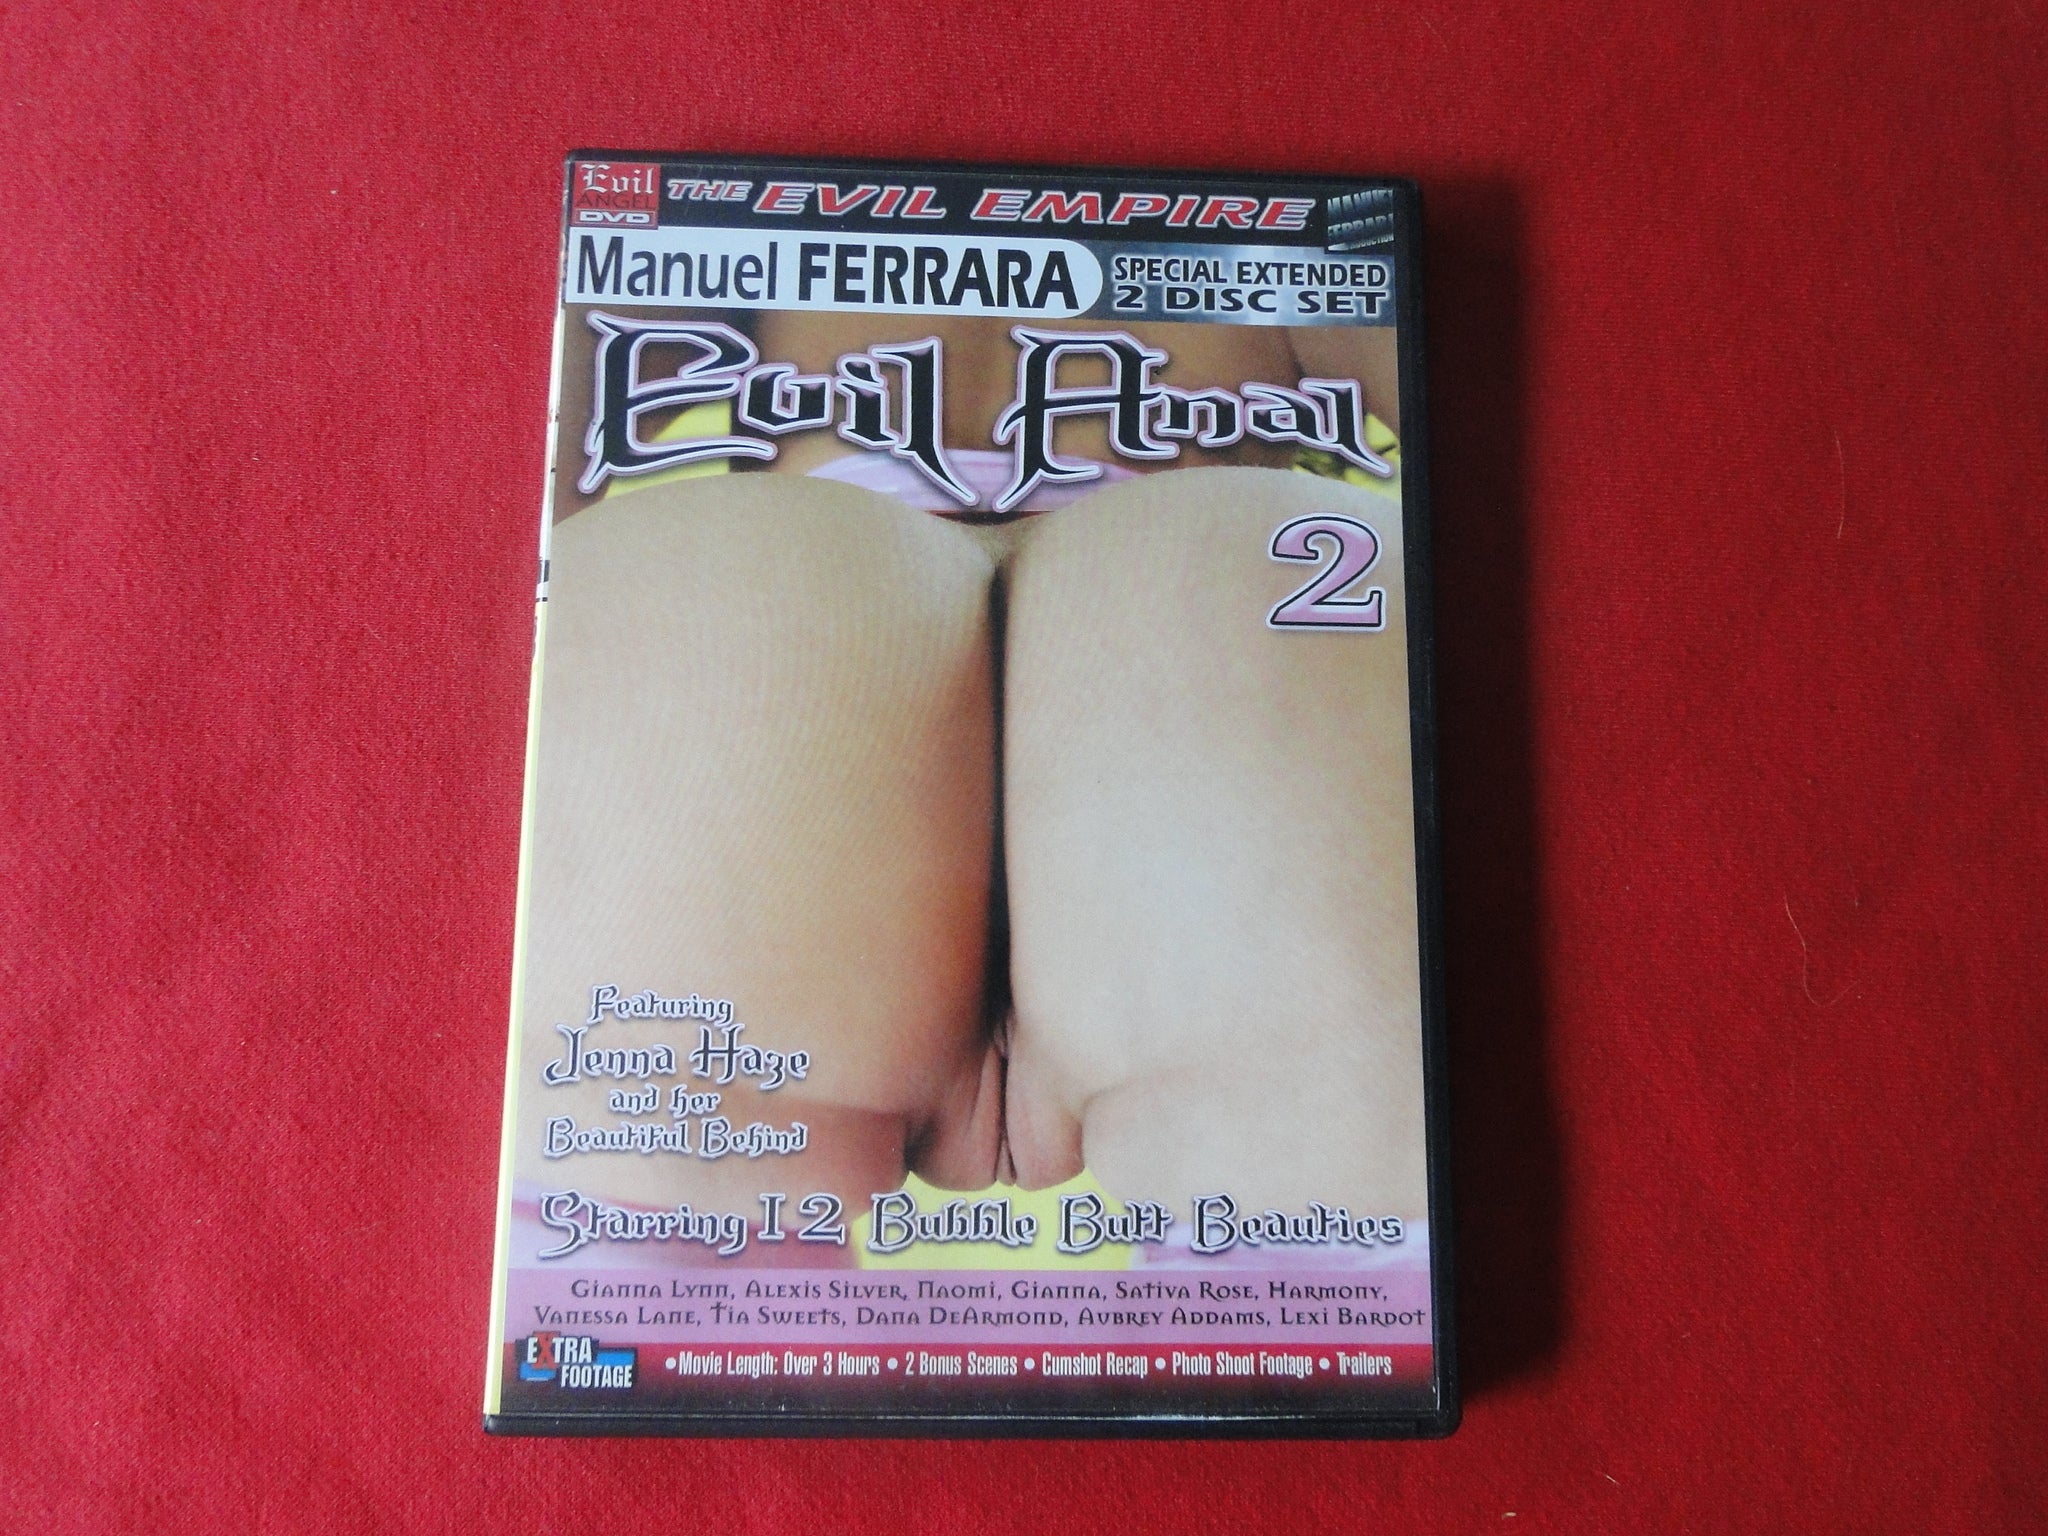 Evil
ANGEL
DVD
THE EVIL EMPIRE
MANUEL
FERRARA
PRODUCTION
Manuel FERRARA
SPECIAL EXTENDED
2 DISC SET
Evil Anal
2
Featuring
Jenna Haze
and her
Beautiful Behind
Starring 12 Bubble Butt Beauties
Gianna Lynn, Alexis Silver, Naomi, Gianna, Sativa Rose, Harmony,
Vanessa Lane, Tia Sweets, Dana DeArmond, Aubrey Addams, Lexi Bardot
EXTRA
FOOTAGE
•Movie Length: Over 3 Hours • 2 Bonus Scenes • Cumshot Recap • Photo Shoot Footage • Trailers